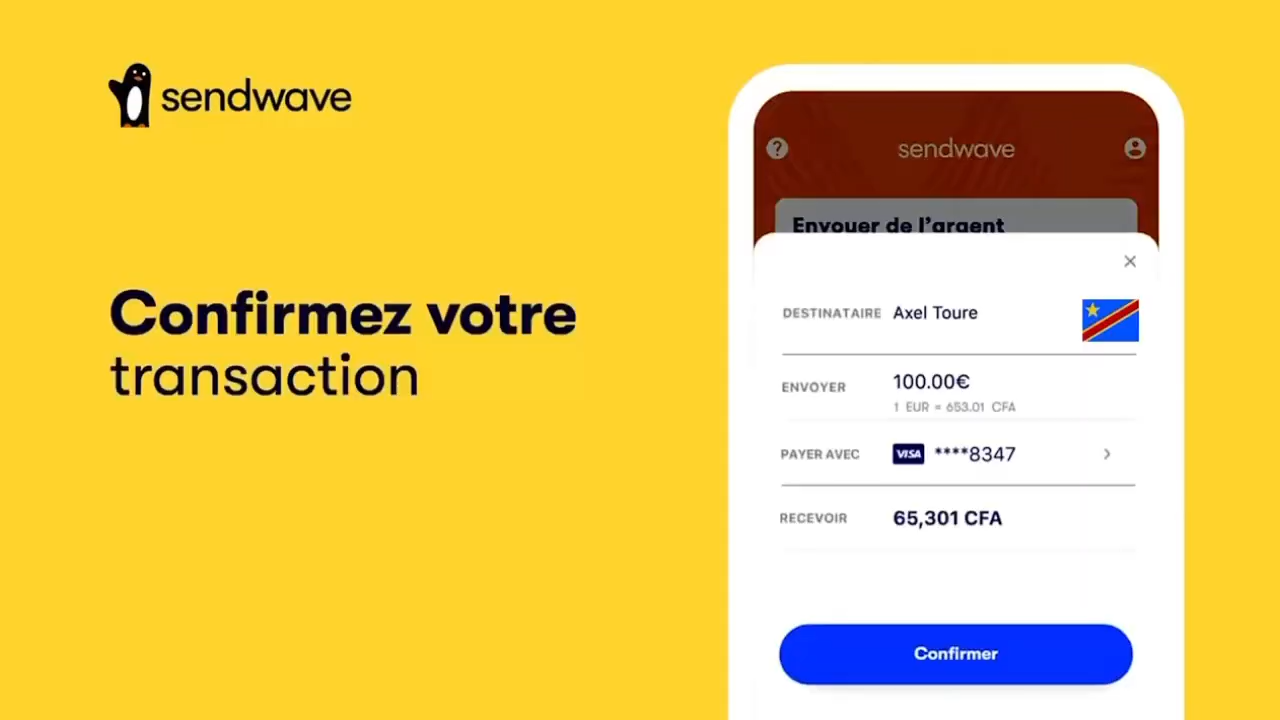 sendwave
Confirmez votre
transaction
sendwave
Envoyer de l'argent
DESTINATAIRE Axel Toure
ENVOYER 100.00€
1 EUR = 653.01 CFA
PAYER AVEC VISA ****8347
RECEVOIR 65,301 CFA
Confirmer